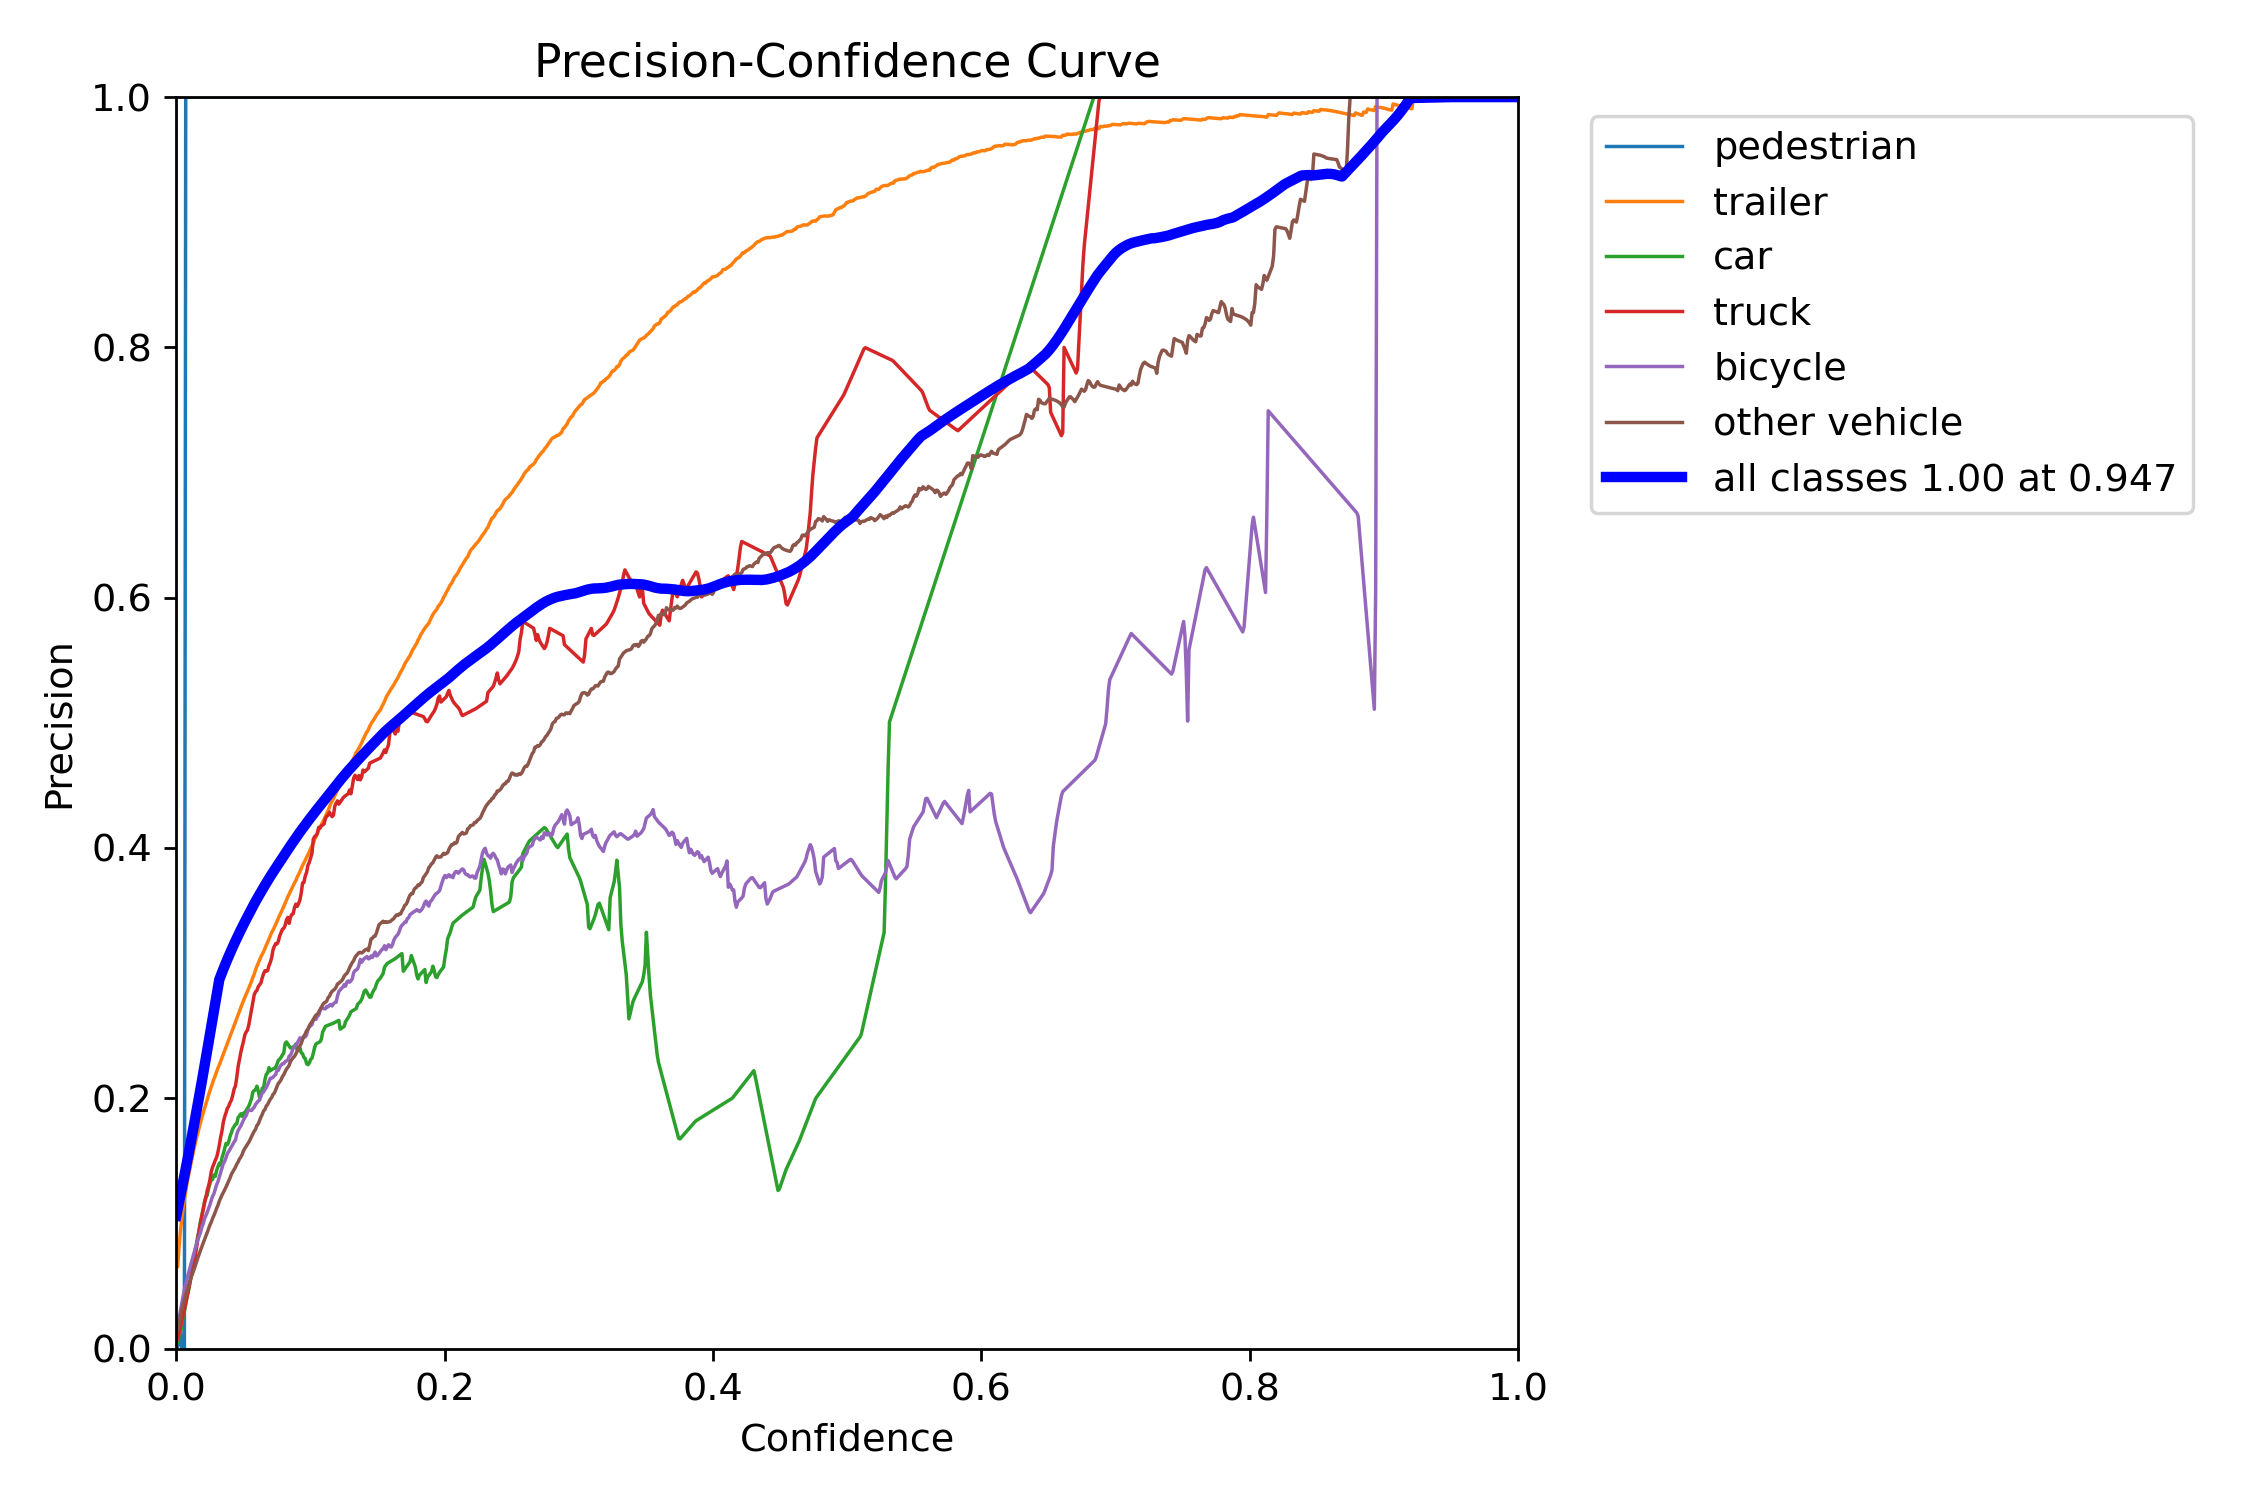 Precision-Confidence Curve
1.0
0.8
0.6
0.4
0.2
0.0
Precision
0.0 0.2 0.4 0.6 0.8 1.0
Confidence
pedestrian
trailer
car
truck
bicycle
other vehicle
all classes 1.00 at 0.947